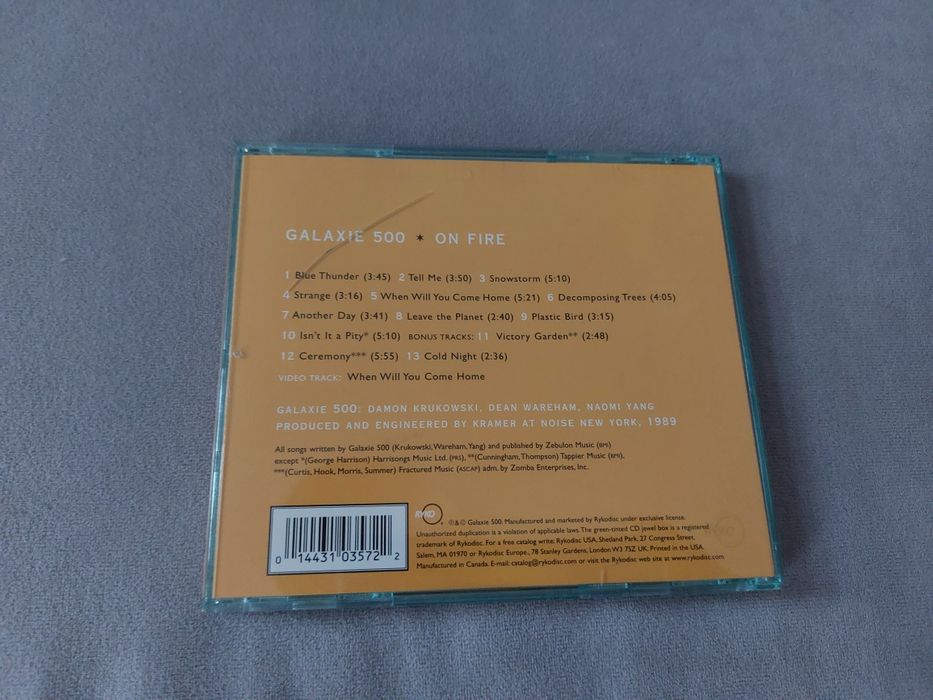 GALAXIE 500 ✶ ON FIRE
1 Blue Thunder (3:45) 2 Tell Me (3:50) 3 Snowstorm (5:10)
4 Strange (3:16) 5 When Will You Come Home (5:21) 6 Decomposing Trees (4:05)
7 Another Day (3:41) 8 Leave the Planet (2:40) 9 Plastic Bird (3:15)
10 Isn't It a Pity* (5:10) BONUS TRACKS: 11 Victory Garden** (2:48)
12 Ceremony*** (5:55) 13 Cold Night (2:36)
VIDEO TRACK: When Will You Come Home
GALAXIE 500: DAMON KRUKOWSKI, DEAN WAREHAM, NAOMI YANG
PRODUCED AND ENGINEERED BY KRAMER AT NOISE NEW YORK, 1989
All songs written by Galaxie 500 (Krukowski, Wareham, Yang) and published by Zebulon Music (BMI)
except *(George Harrison) Harrisongs Music Ltd. (PRS), **(Cunningham, Thompson) Tappier Music (BMI),
***(Curtis, Hook, Morris, Summer) Fractured Music (ASCAP) adm. by Zomba Enterprises, Inc.
RYKO
℗ & © Galaxie 500. Manufactured and marketed by Rykodisc under exclusive license.
Unauthorized duplication is a violation of applicable laws. The green-tinted CD jewel box is a registered
trademark of Rykodisc. For a free catalog write: Rykodisc USA, Shetland Park, 27 Congress Street,
Salem, MA 01970 or Rykodisc Europe, 78 Stanley Gardens, London W3 7SZ UK. Printed in the USA.
Manufactured in Canada. E-mail: catalog@rykodisc.com or visit the Rykodisc web site at www.rykodisc.com
0 14431 03572 2
RYKO